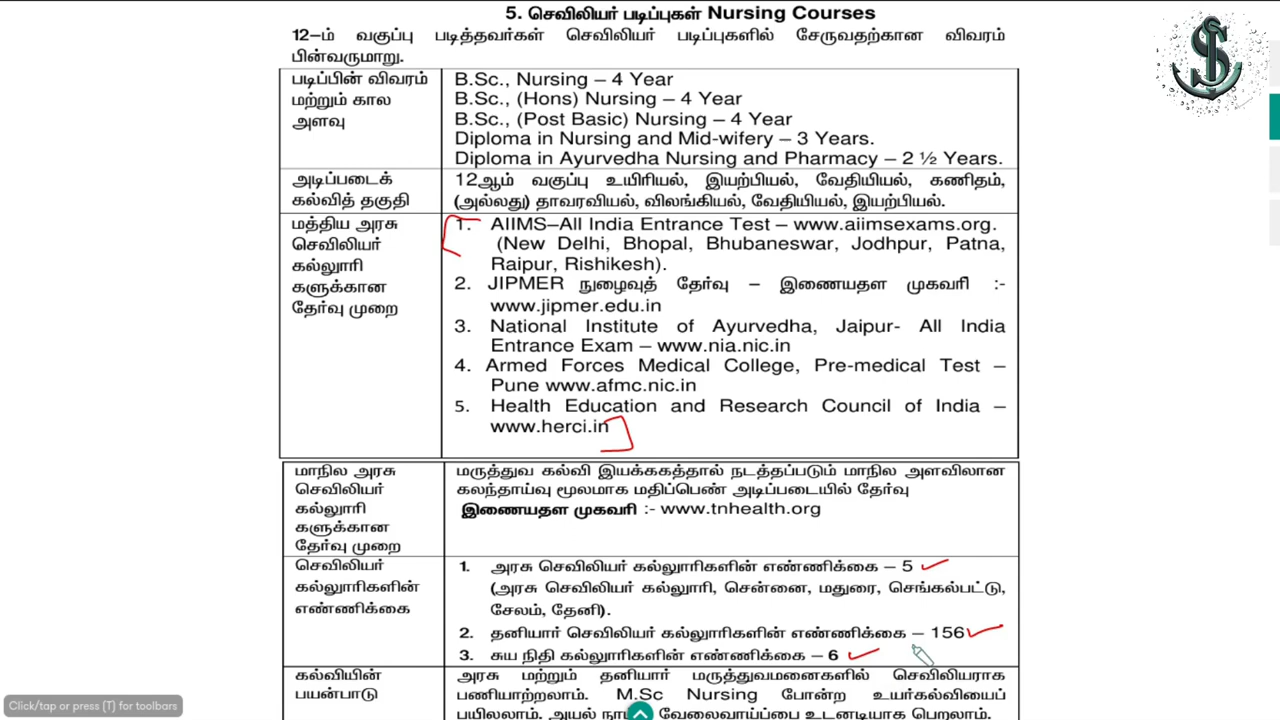 5. செவிலியர் படிப்புகள் Nursing Courses
12–ம் வகுப்பு படித்தவர்கள் செவிலியர் படிப்புகளில் சேருவதற்கான விவரம்
பின்வருமாறு.
படிப்பின் விவரம்
மற்றும் கால
அளவு
B.Sc., Nursing – 4 Year
B.Sc., (Hons) Nursing – 4 Year
B.Sc., (Post Basic) Nursing – 4 Year
Diploma in Nursing and Mid-wifery – 3 Years.
Diploma in Ayurvedha Nursing and Pharmacy – 2 ½ Years.
அடிப்படைக்
கல்வித் தகுதி
12ஆம் வகுப்பு உயிரியல், இயற்பியல், வேதியியல், கணிதம்,
(அல்லது) தாவரவியல், விலங்கியல், வேதியியல், இயற்பியல்.
மத்திய அரசு
செவிலியர்
கல்லூரி
களுக்கான
தேர்வு முறை
1. AIIMS–All India Entrance Test – www.aiimsexams.org.
(New Delhi, Bhopal, Bhubaneswar, Jodhpur, Patna,
Raipur, Rishikesh).
2. JIPMER நுழைவுத் தேர்வு – இணையதள முகவரி :-
www.jipmer.edu.in
3. National Institute of Ayurvedha, Jaipur- All India
Entrance Exam – www.nia.nic.in
4. Armed Forces Medical College, Pre-medical Test –
Pune www.afmc.nic.in
5. Health Education and Research Council of India –
www.herci.in
மாநில அரசு
செவிலியர்
கல்லூரி
களுக்கான
தேர்வு முறை
மருத்துவ கல்வி இயக்ககத்தால் நடத்தப்படும் மாநில அளவிலான
கலந்தாய்வு மூலமாக மதிப்பெண் அடிப்படையில் தேர்வு
இணையதள முகவரி :- www.tnhealth.org
செவிலியர்
கல்லூரிகளின்
எண்ணிக்கை
1. அரசு செவிலியர் கல்லூரிகளின் எண்ணிக்கை – 5
(அரசு செவிலியர் கல்லூரி, சென்னை, மதுரை, செங்கல்பட்டு,
சேலம், தேனி).
2. தனியார் செவிலியர் கல்லூரிகளின் எண்ணிக்கை – 156
3. சுய நிதி கல்லூரிகளின் எண்ணிக்கை – 6
கல்வியின்
பயன்பாடு
அரசு மற்றும் தனியார் மருத்துவமனைகளில் செவிலியராக
பணியாற்றலாம். M.Sc Nursing போன்ற உயர்கல்வியைப்
பயிலலாம். அயல் வேலைவாய்ப்பை உடனடியாக பெறலாம்.
Click/tap or press (T) for toolbars